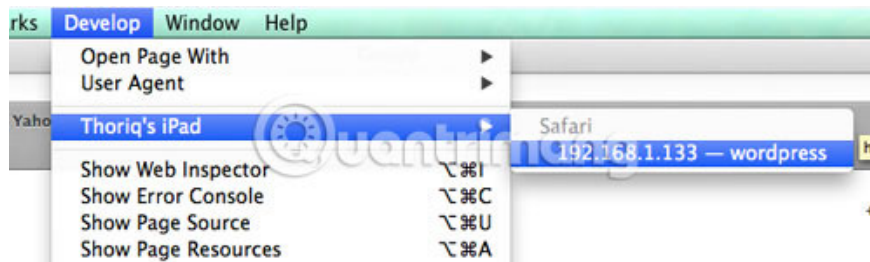 rks Develop Window Help
Open Page With
User Agent
Yaho
Thoriq's iPad
Safari
192.168.1.133 — wordpress
h
Show Web Inspector ⌥⌘I
Show Error Console ⌥⌘C
Show Page Source ⌥⌘U
Show Page Resources ⌥⌘A
Quantrimang